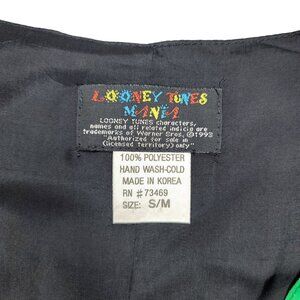 LOONEY TUNES
MANIA
LOONEY TUNES characters,
names and all related indicia are
trademarks of Warner Bros. ©1993
"Authorized for sale in
(licensed territory) only"
100% POLYESTER
HAND WASH-COLD
MADE IN KOREA
RN #73469
SIZE: S/M